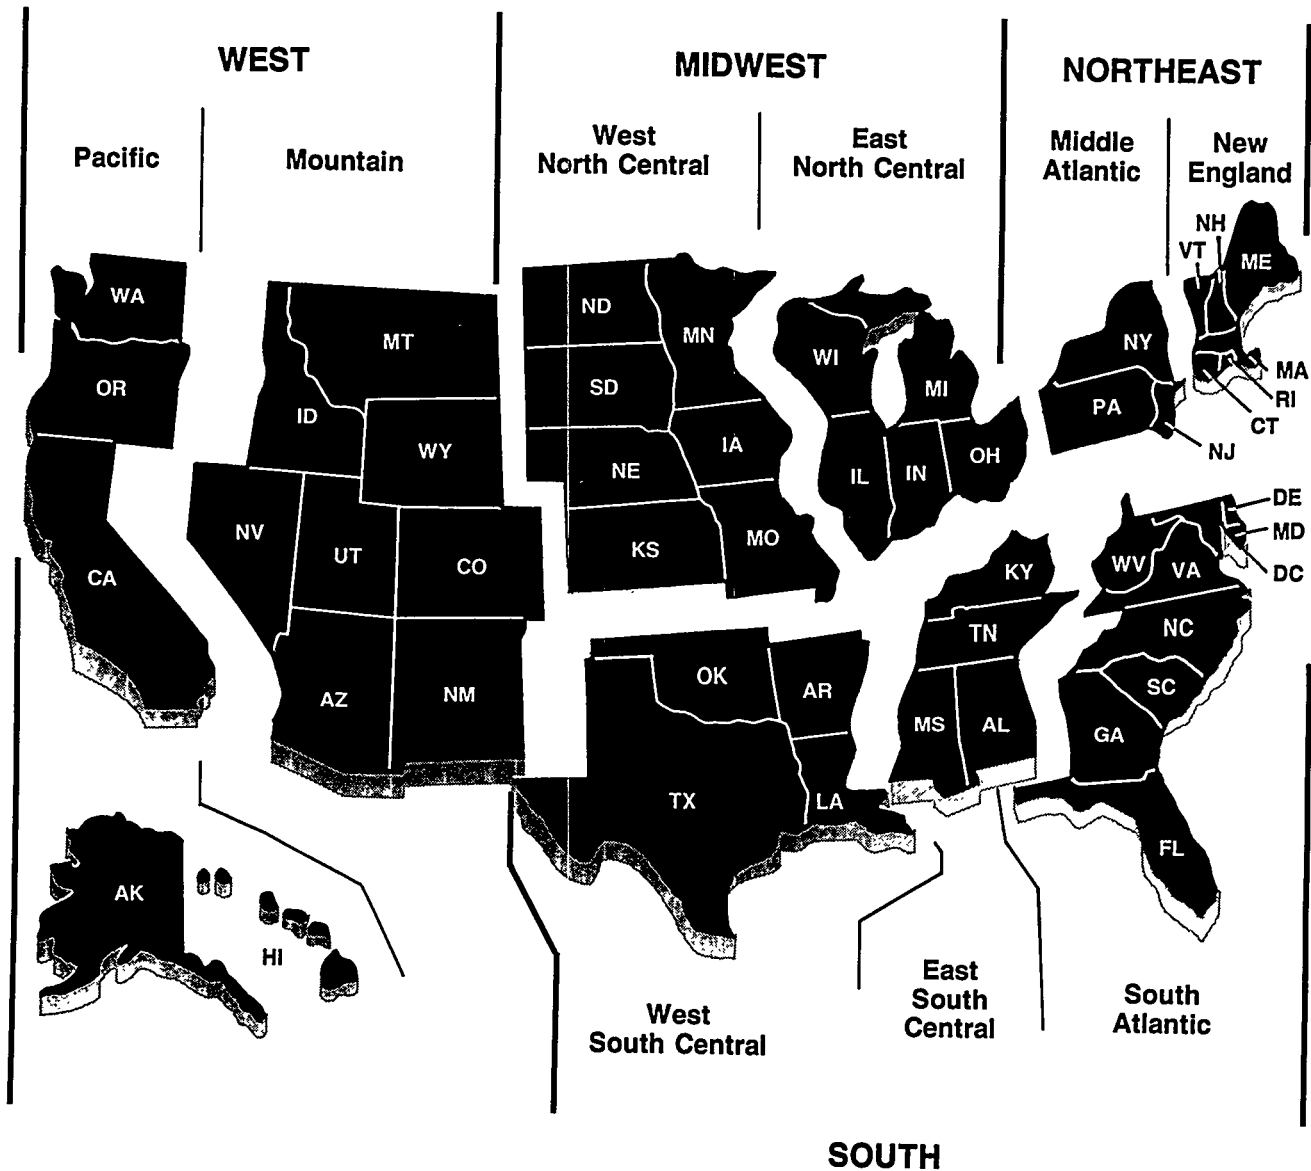 WEST
MIDWEST
NORTHEAST
Pacific
Mountain
West
North Central
East
North Central
Middle
Atlantic
New
England
NH
VT
ME
WA
MT
ND
MN
OR
ID
SD
WI
MI
NY
MA
RI
CT
NJ
PA
WY
NE
IA
IL
IN
OH
NV
UT
CO
KS
MO
KY
WV
VA
DE
MD
DC
CA
AZ
NM
OK
AR
TN
NC
SC
MS
AL
GA
TX
LA
FL
AK
HI
West
South Central
East
South
Central
South
Atlantic
SOUTH